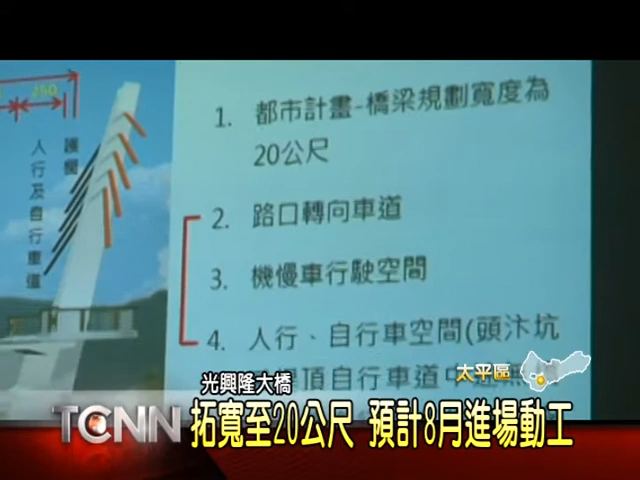 250
護欄
人行及自行車道
1. 都市計畫-橋梁規劃寬度為
20公尺
2. 路口轉向車道
3. 機慢車行駛空間
4. 人行、自行車空間(頭汴坑
頂自行車道中
太平區
光興隆大橋
TCNN
拓寬至20公尺 預計8月進場動工